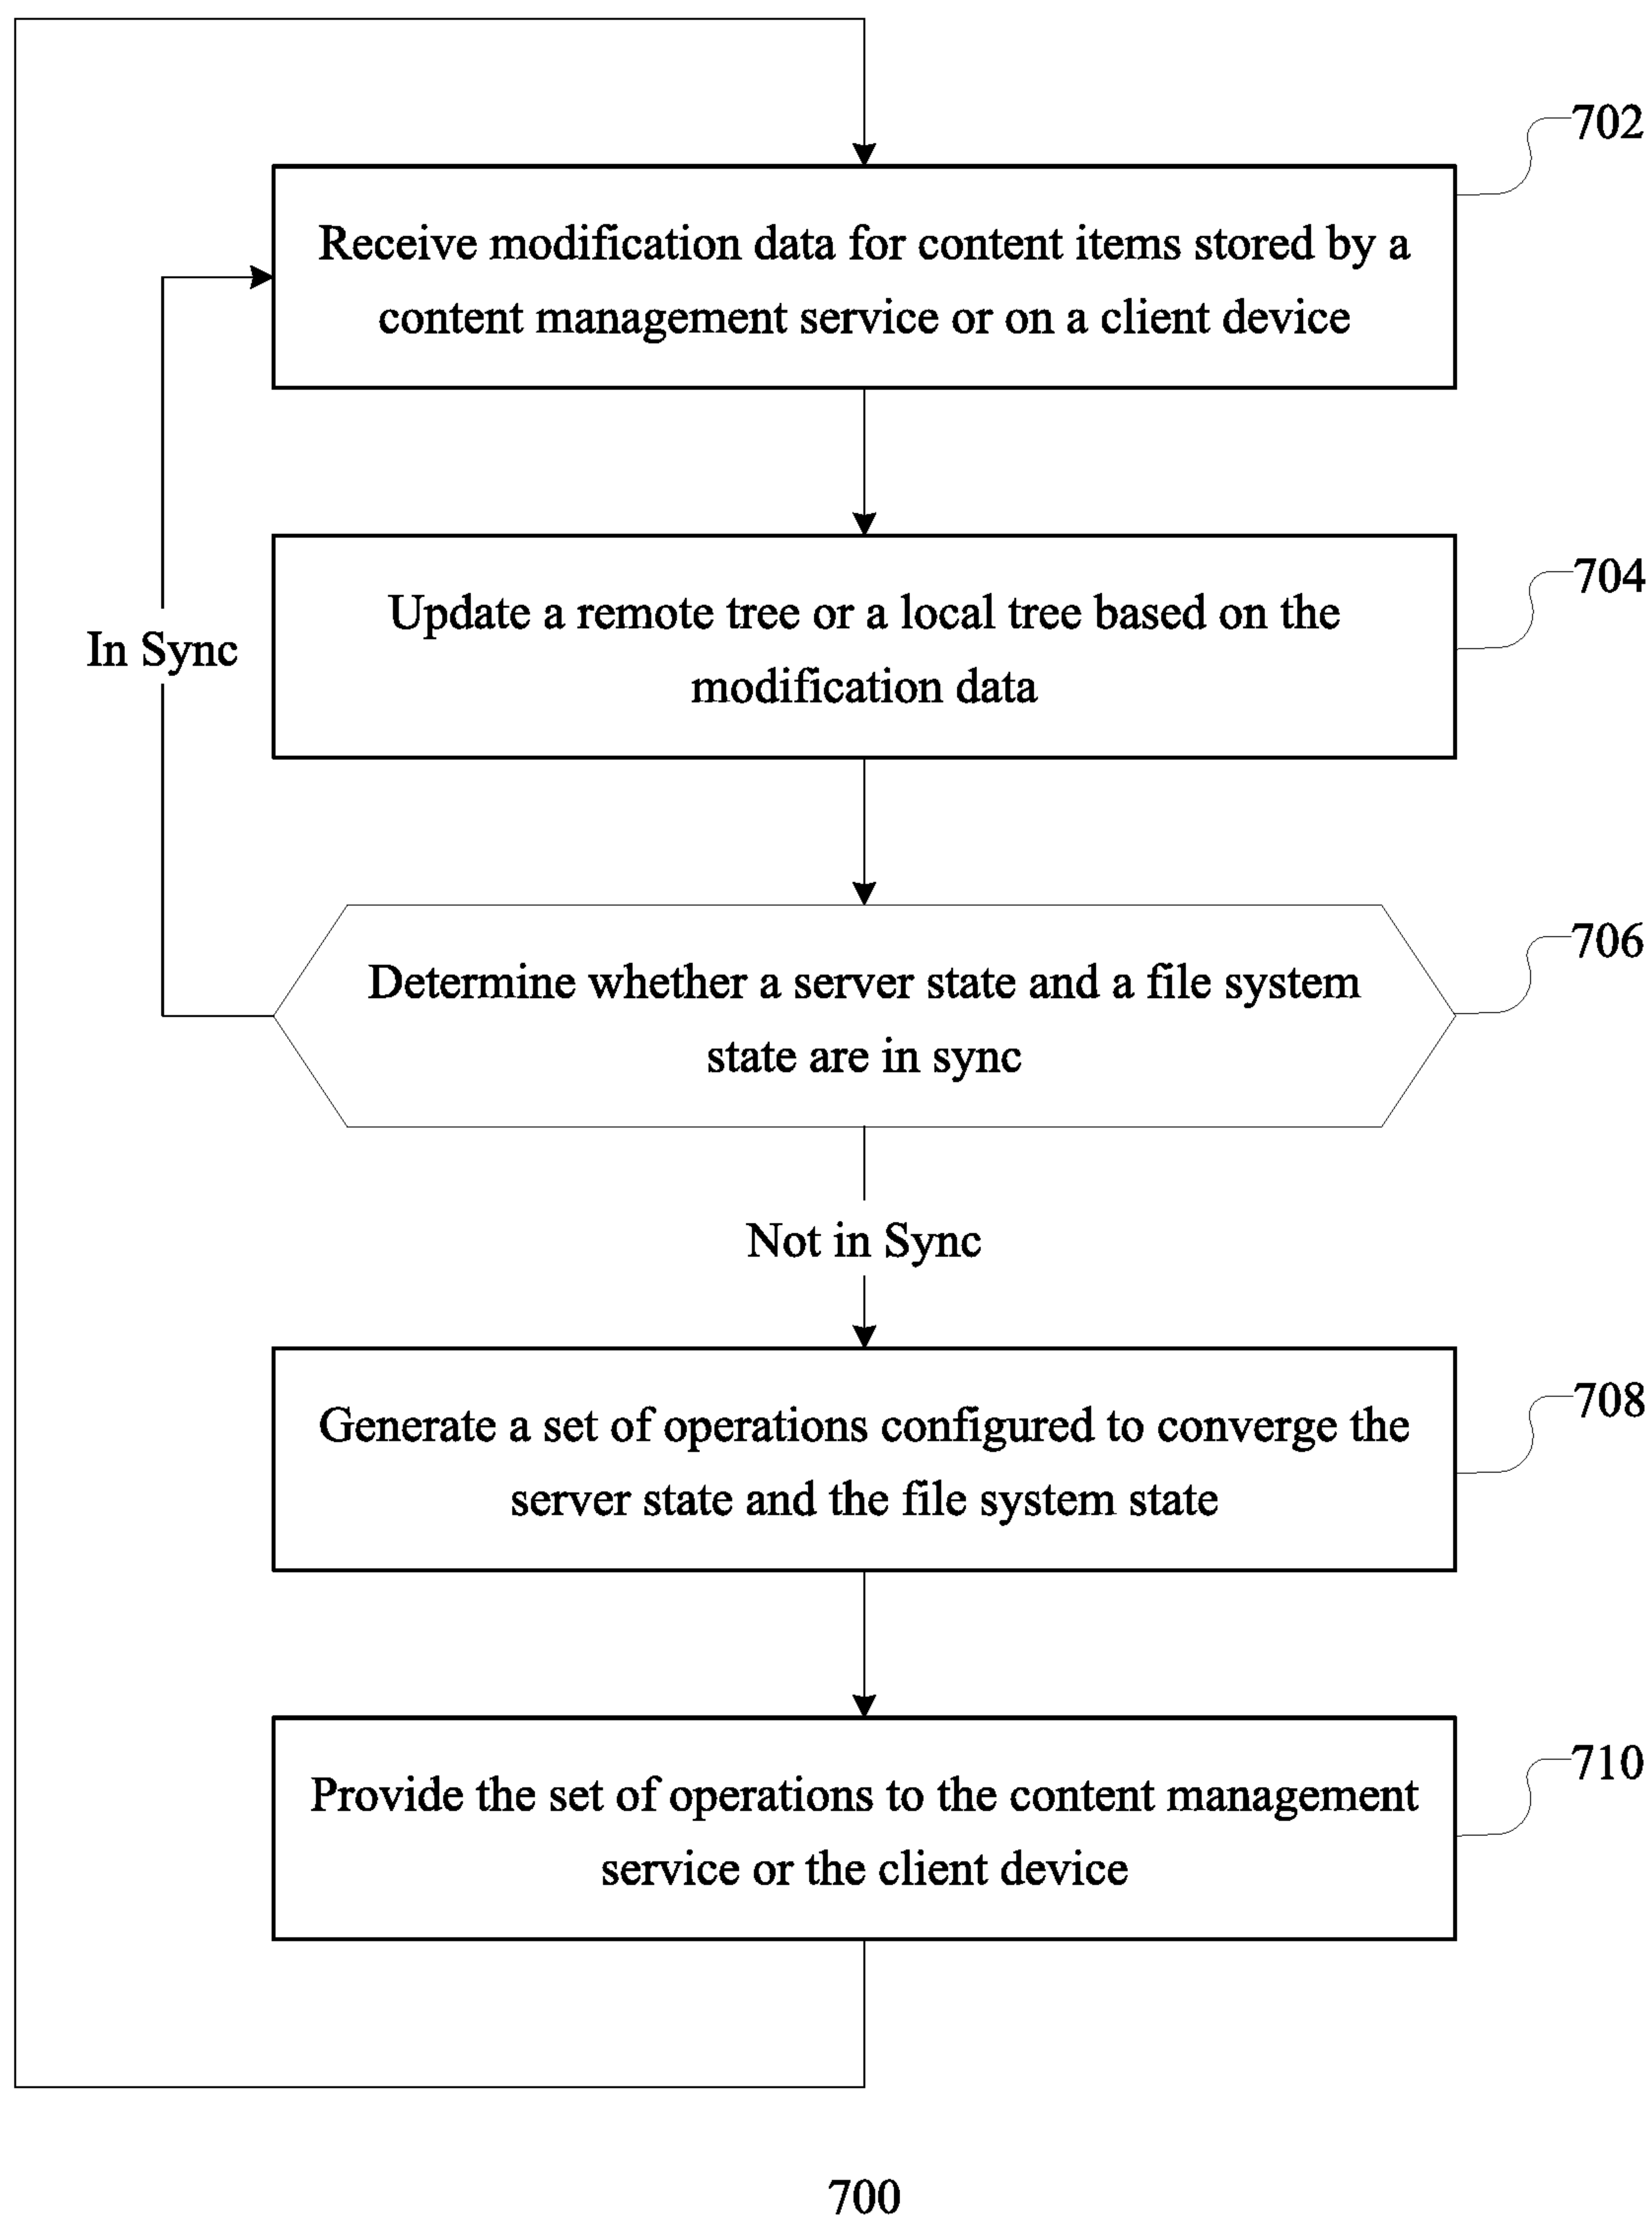 702
Receive modification data for content items stored by a
content management service or on a client device
704
Update a remote tree or a local tree based on the
modification data
In Sync
706
Determine whether a server state and a file system
state are in sync
Not in Sync
708
Generate a set of operations configured to converge the
server state and the file system state
710
Provide the set of operations to the content management
service or the client device
700